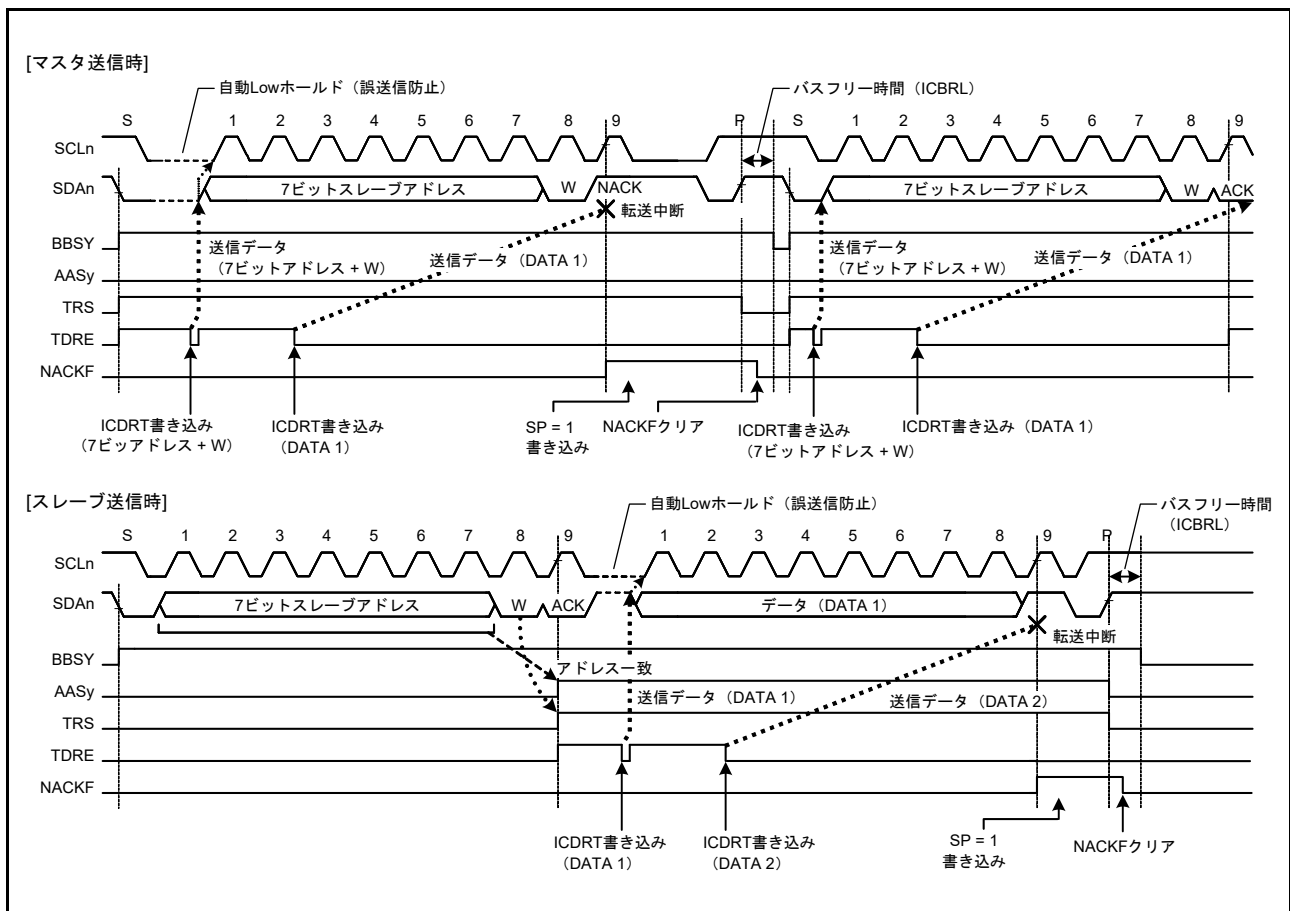 [マスタ送信時]
自動Lowホールド（誤送信防止）
バスフリー時間（ICBRL）
S 1 2 3 4 5 6 7 8 9 P S 1 2 3 4 5 6 7 8 9
SCLn
SDAn 7ビットスレーブアドレス W NACK 7ビットスレーブアドレス W ACK
転送中断
BBSY
送信データ
（7ビットアドレス + W）
送信データ（DATA 1）
送信データ
（7ビットアドレス + W）
送信データ（DATA 1）
AASy
TRS
TDRE
NACKF
ICDRT書き込み
（7ビッアドレス + W）
ICDRT書き込み
（DATA 1）
SP = 1
書き込み
NACKFクリア
ICDRT書き込み
（7ビットアドレス + W）
ICDRT書き込み（DATA 1）
[スレーブ送信時]
自動Lowホールド（誤送信防止）
バスフリー時間
（ICBRL）
S 1 2 3 4 5 6 7 8 9 1 2 3 4 5 6 7 8 9 P
SCLn
SDAn 7ビットスレーブアドレス W ACK データ（DATA 1）
転送中断
BBSY
アドレス一致
AASy
送信データ（DATA 1）
送信データ（DATA 2）
TRS
TDRE
NACKF
ICDRT書き込み
（DATA 1）
ICDRT書き込み
（DATA 2）
SP = 1
書き込み
NACKFクリア